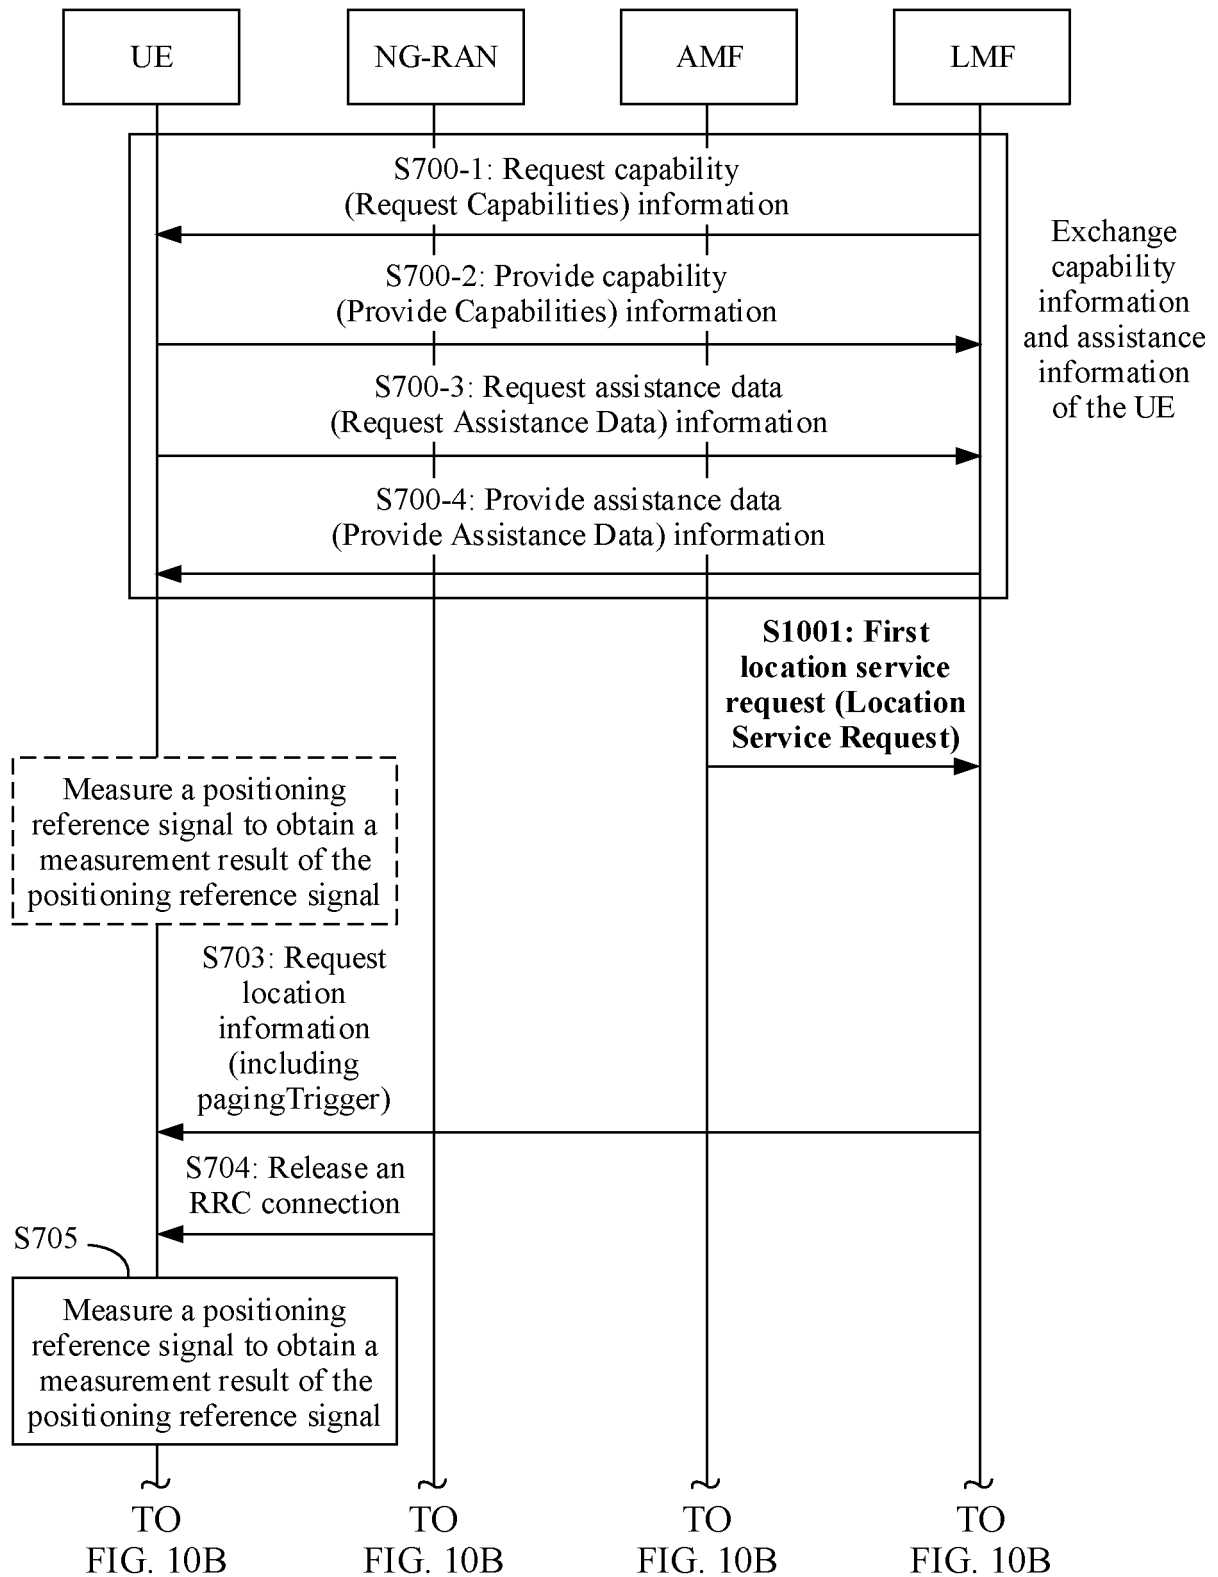 UE
NG-RAN
AMF
LMF
S700-1: Request capability
(Request Capabilities) information
S700-2: Provide capability
(Provide Capabilities) information
S700-3: Request assistance data
(Request Assistance Data) information
S700-4: Provide assistance data
(Provide Assistance Data) information
Exchange
capability
information
and assistance
information
of the UE
S1001: First
location service
request (Location
Service Request)
Measure a positioning
reference signal to obtain a
measurement result of the
positioning reference signal
S703: Request
location
information
(including
pagingTrigger)
S704: Release an
RRC connection
S705
Measure a positioning
reference signal to obtain a
measurement result of the
positioning reference signal
TO
FIG. 10B
TO
FIG. 10B
TO
FIG. 10B
TO
FIG. 10B